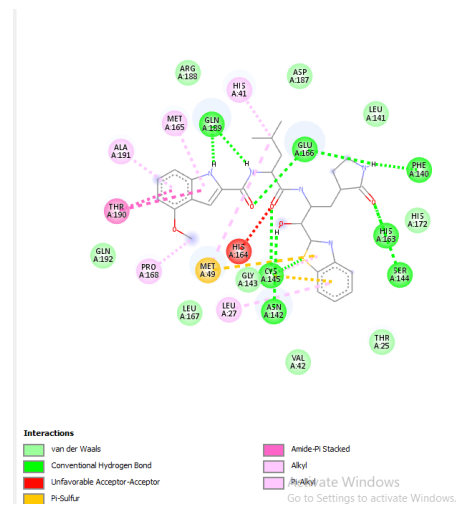 ARG
A:188
HIS
A:41
ASP
A:187
MET
A:165
GLN
A:189
LEU
A:141
ALA
A:191
GLU
A:166
PHE
A:140
H
H
N
N
H
N
H
O
O
N
O
THR
A:190
HIS
A:172
O
O
H
N
HIS
A:163
HIS
A:164
GLN
A:192
PRO
A:168
MET
A:49
GLY
A:143
CYS
A:145
SER
A:144
LEU
A:167
LEU
A:27
ASN
A:142
THR
A:25
VAL
A:42
Interactions
van der Waals
Conventional Hydrogen Bond
Unfavorable Acceptor-Acceptor
Pi-Sulfur
Amide-Pi Stacked
Alkyl
Pi-Alkyl
Activate Windows
Go to Settings to activate Windows.